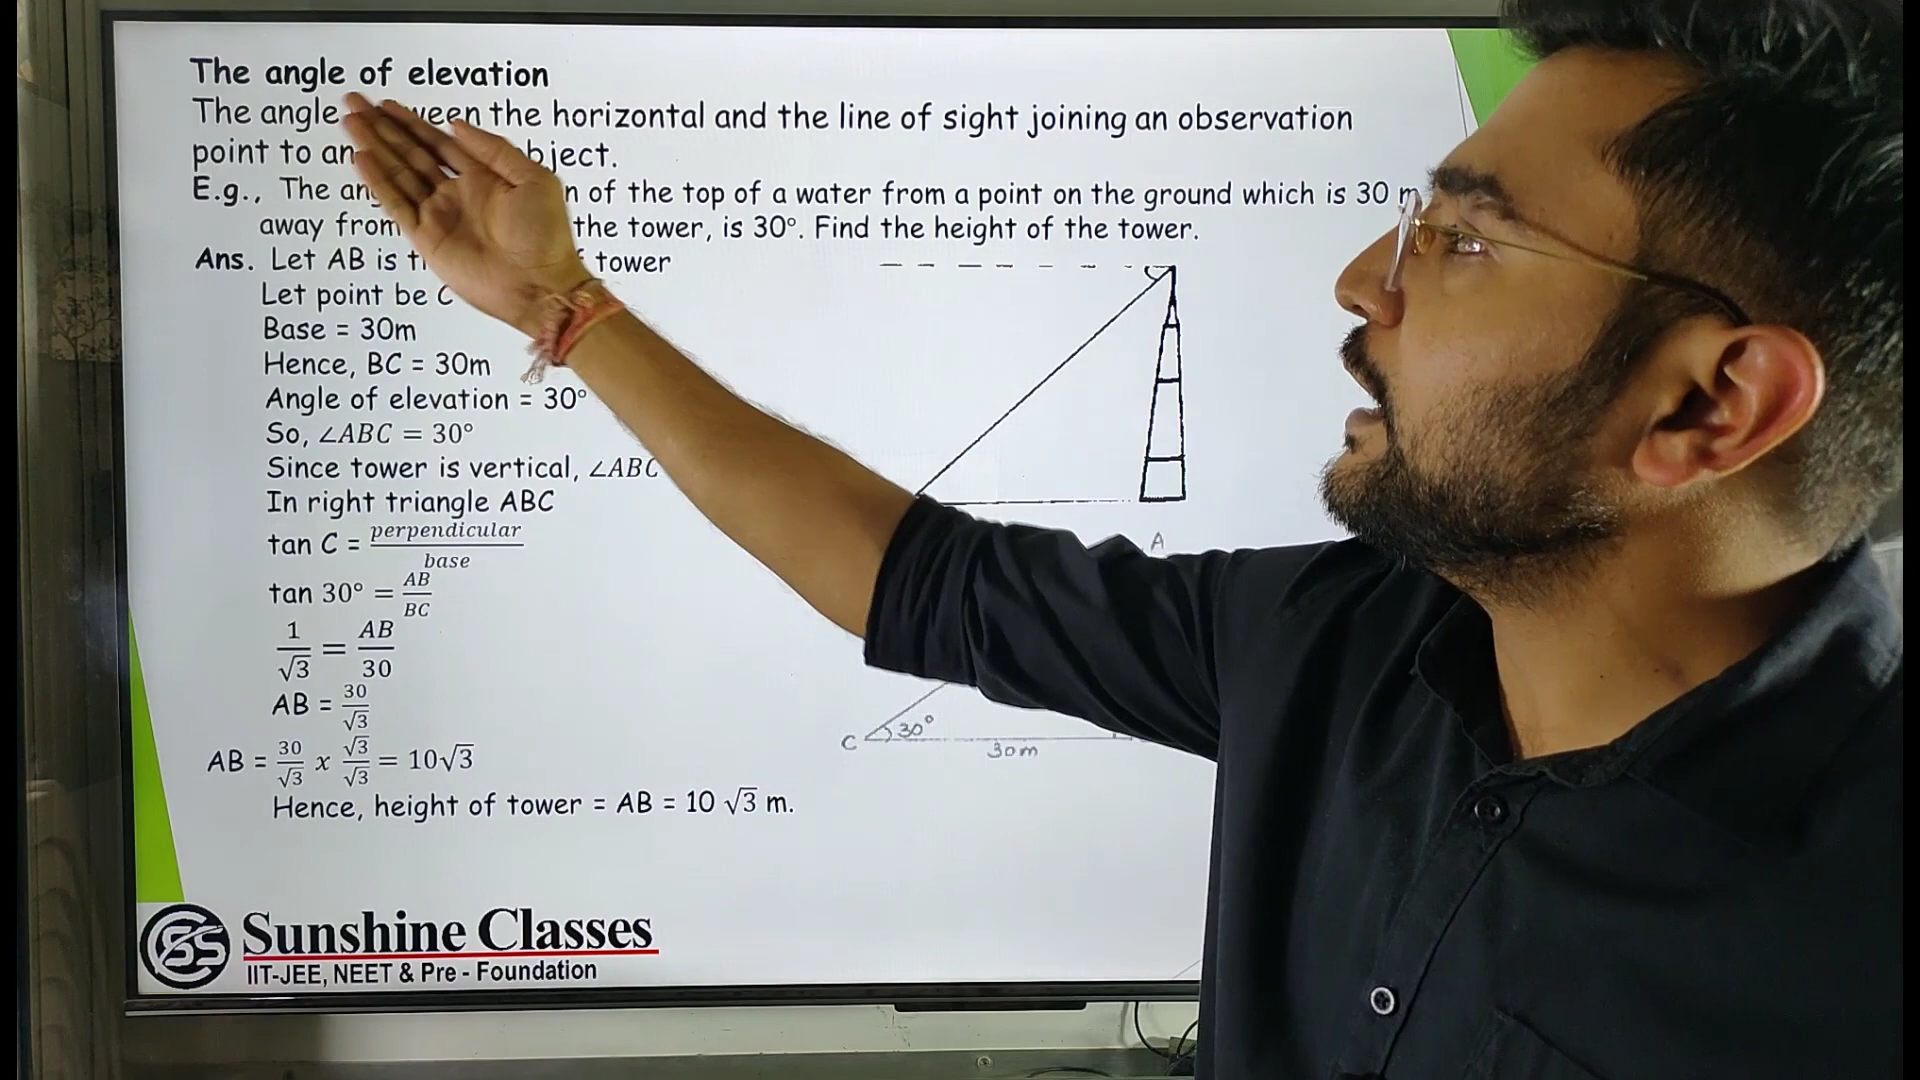 The angle of elevation
The angle the horizontal and the line of sight joining an observation
point to an
E.g., The of the top of a water from a point on the ground which is 30
away from the tower, is 30°. Find the height of the tower.
Ans. Let AB is tower
Let point be C
Base = 30m
Hence, BC = 30m
Angle of elevation = 30°
So, ∠ABC = 30°
Since tower is vertical, ∠ABC
In right triangle ABC
tan C = perpendicular/base
tan 30° = AB/BC
1/√3 = AB/30
AB = 30/√3
AB = 30/√3 x √3/√3 = 10√3
Hence, height of tower = AB = 10 √3 m.
A
C 30°
30m
Sunshine Classes
IIT-JEE, NEET & Pre - Foundation